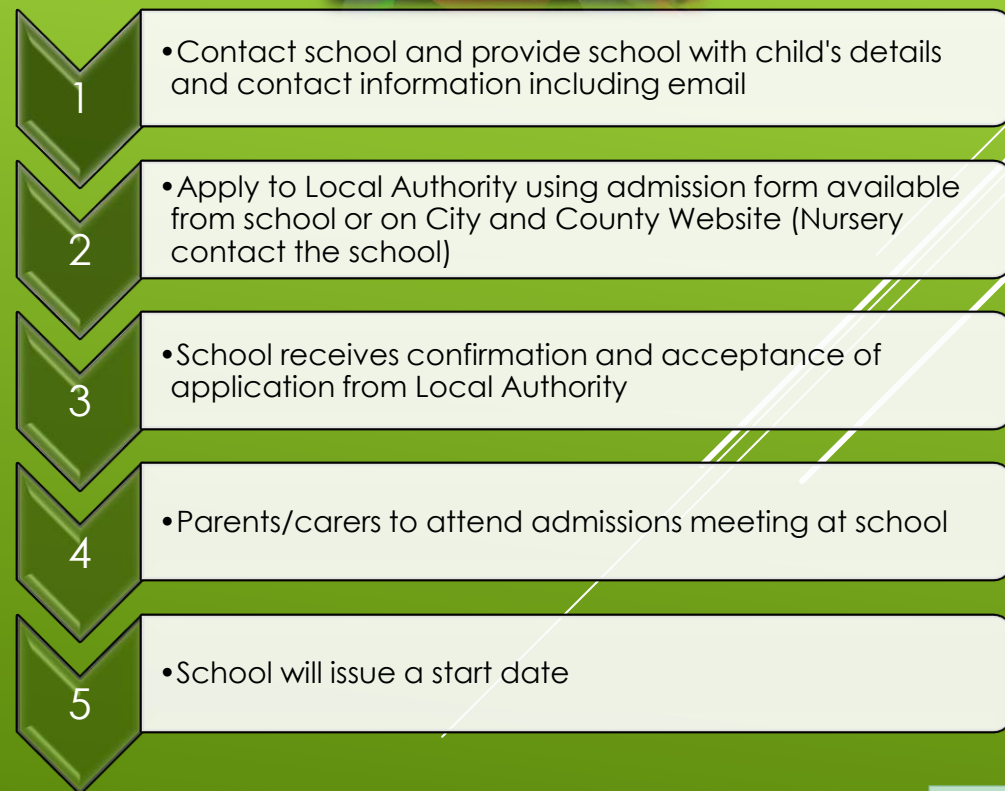 1
•Contact school and provide school with child's details
and contact information including email
2
•Apply to Local Authority using admission form available
from school or on City and County Website (Nursery
contact the school)
3
•School receives confirmation and acceptance of
application from Local Authority
4
•Parents/carers to attend admissions meeting at school
5
•School will issue a start date